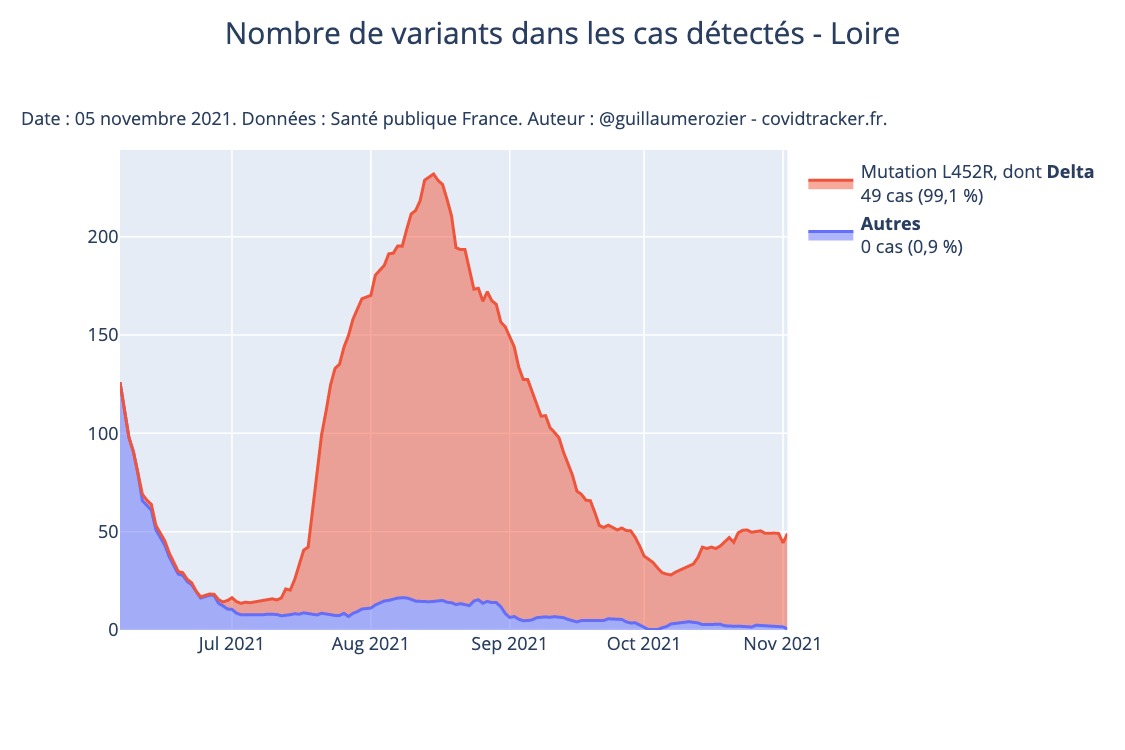 Nombre de variants dans les cas détectés - Loire
Date : 05 novembre 2021. Données : Santé publique France. Auteur : @guillaumerozier - covidtracker.fr.
Mutation L452R, dont Delta
49 cas (99,1 %)
Autres
0 cas (0,9 %)
200
150
100
50
0
Jul 2021
Aug 2021
Sep 2021
Oct 2021
Nov 2021